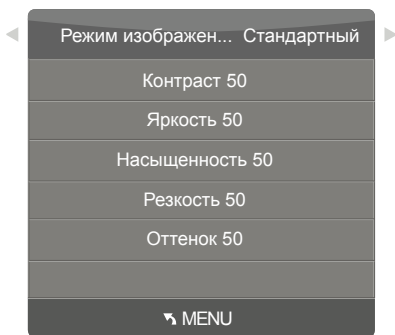 Режим изображен... Стандартный
Контраст 50
Яркость 50
Насыщенность 50
Резкость 50
Оттенок 50
MENU